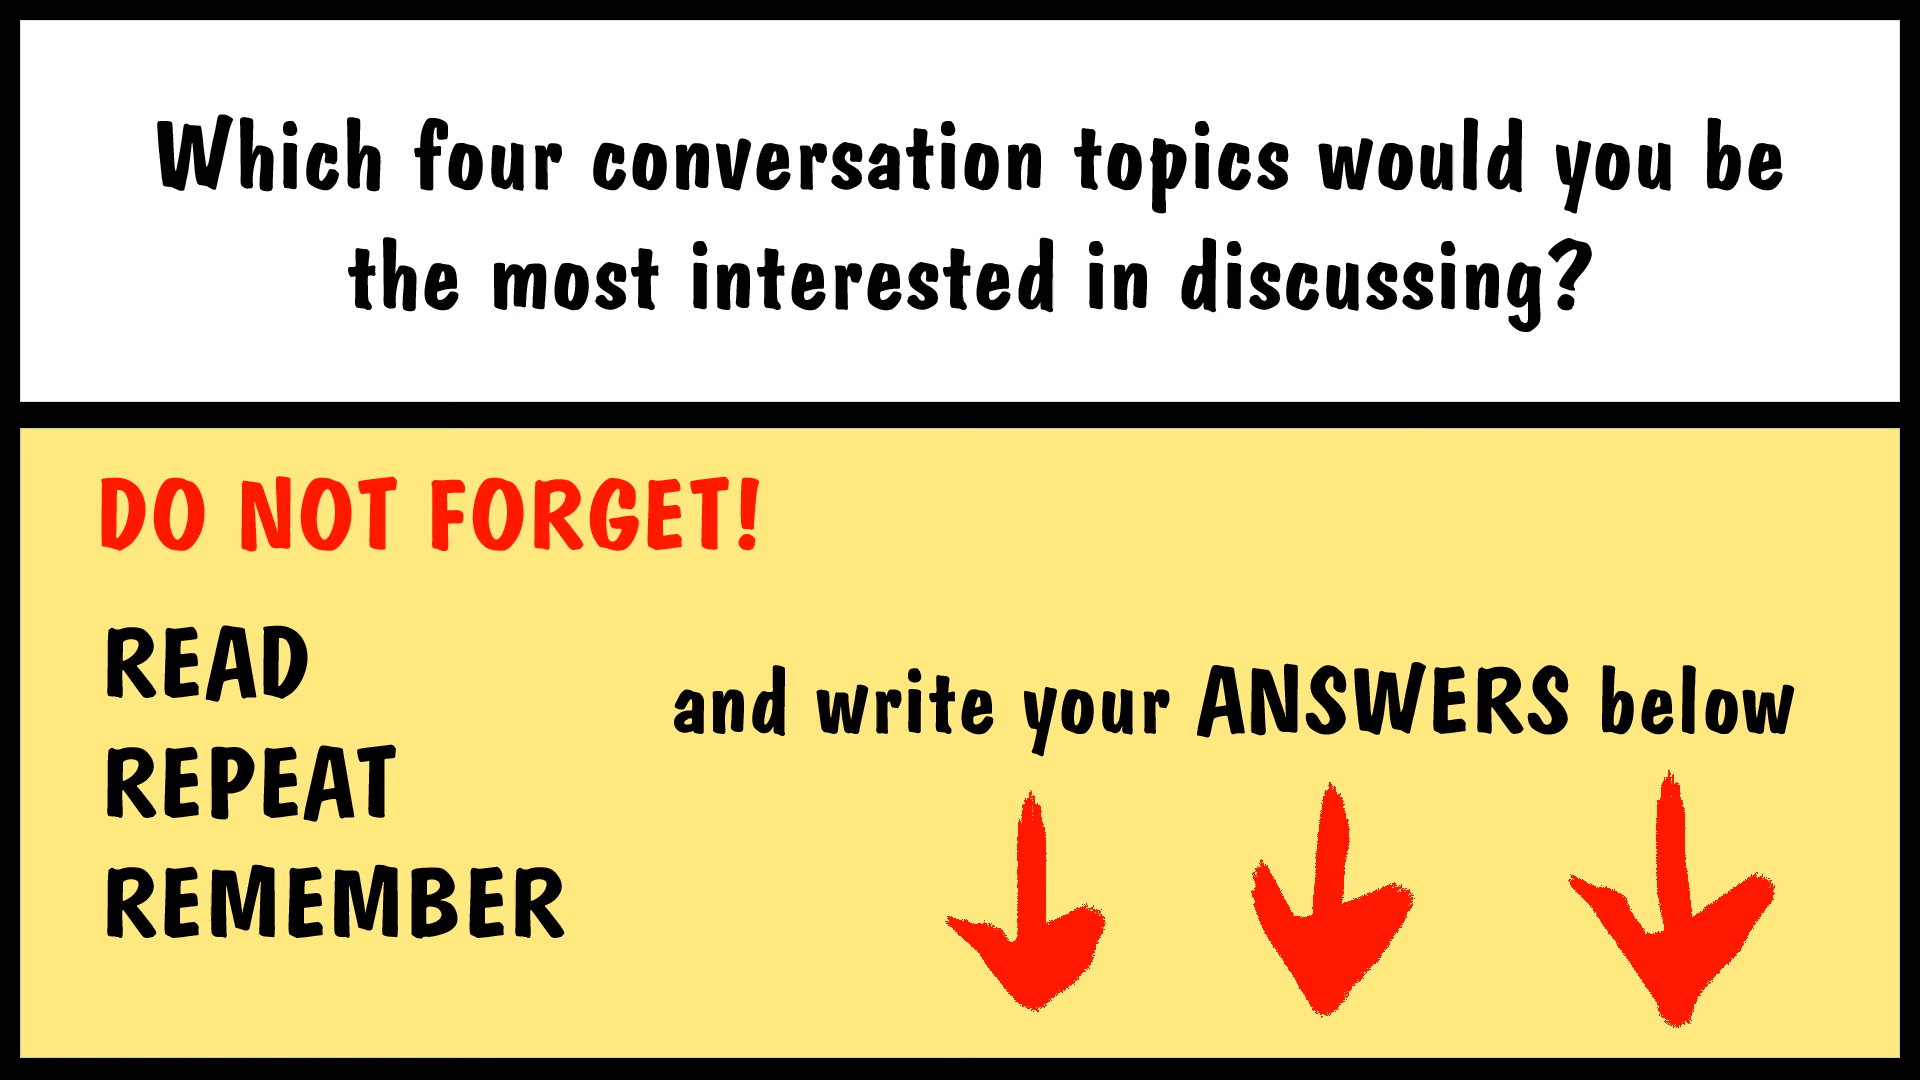 Which four conversation topics would you be
the most interested in discussing?
DO NOT FORGET!
READ
REPEAT
REMEMBER
and write your ANSWERS below